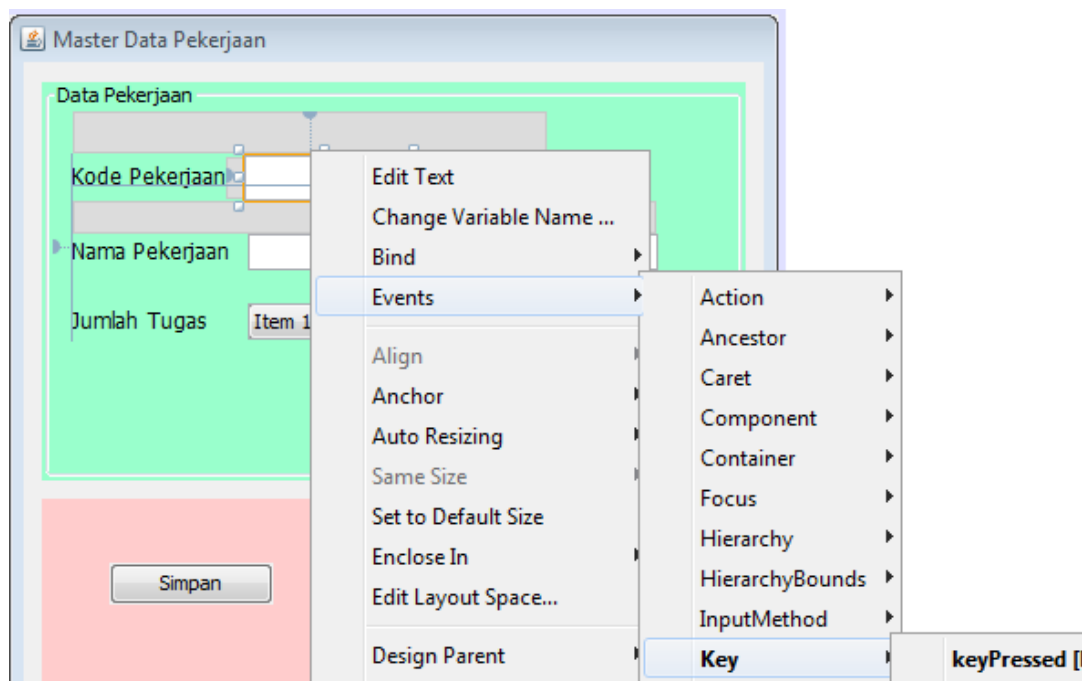 Master Data Pekerjaan
Data Pekerjaan
Kode Pekerjaan
Nama Pekerjaan
Jumlah Tugas
Item 1
Simpan
Edit Text
Change Variable Name ...
Bind
Events
Align
Anchor
Auto Resizing
Same Size
Set to Default Size
Enclose In
Edit Layout Space...
Design Parent
Action
Ancestor
Caret
Component
Container
Focus
Hierarchy
HierarchyBounds
InputMethod
Key
keyPressed [